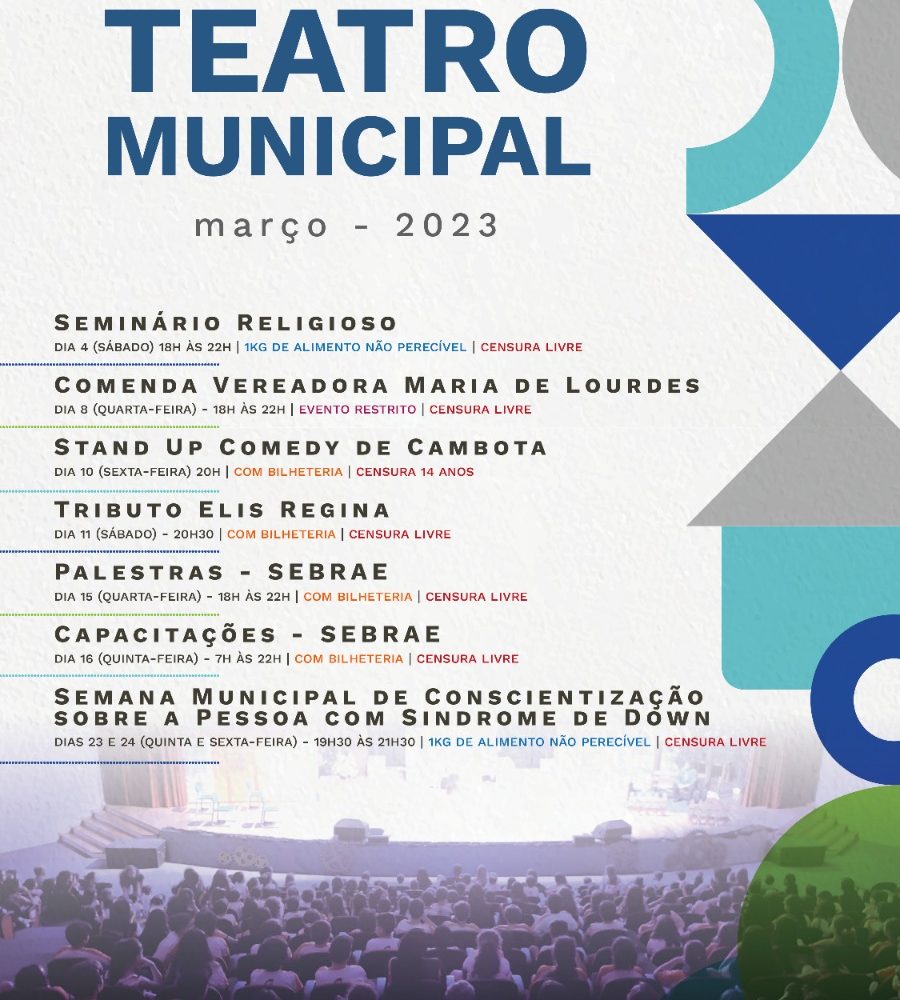 TEATRO
MUNICIPAL
março - 2023
SEMINÁRIO RELIGIOSO
DIA 4 (SÁBADO) 18H ÀS 22H | 1KG DE ALIMENTO NÃO PERECÍVEL | CENSURA LIVRE
COMENDA VEREADORA MARIA DE LOURDES
DIA 8 (QUARTA-FEIRA) - 18H ÀS 22H | EVENTO RESTRITO | CENSURA LIVRE
STAND UP COMEDY DE CAMBOTA
DIA 10 (SEXTA-FEIRA) 20H | COM BILHETERIA | CENSURA 14 ANOS
TRIBUTO ELIS REGINA
DIA 11 (SÁBADO) - 20H30 | COM BILHETERIA | CENSURA LIVRE
PALESTRAS - SEBRAE
DIA 15 (QUARTA-FEIRA) - 18H ÀS 22H | COM BILHETERIA | CENSURA LIVRE
CAPACITAÇÕES - SEBRAE
DIA 16 (QUINTA-FEIRA) - 7H ÀS 22H | COM BILHETERIA | CENSURA LIVRE
SEMANA MUNICIPAL DE CONSCIENTIZAÇÃO
SOBRE A PESSOA COM SINDROME DE DOWN
DIAS 23 E 24 (QUINTA E SEXTA-FEIRA) - 19H30 ÀS 21H30 | 1KG DE ALIMENTO NÃO PERECÍVEL | CENSURA LIVRE